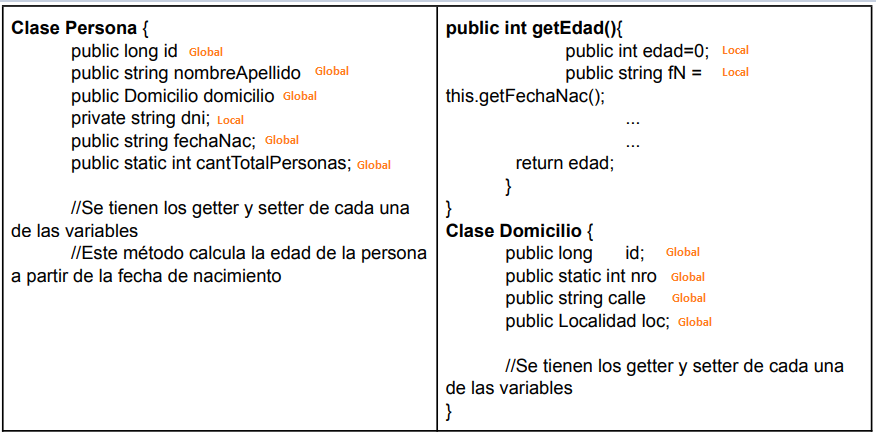 Clase Persona {
public long id Global
public string nombreApellido Global
public Domicilio domicilio Global
private string dni; Local
public string fechaNac; Global
public static int cantTotalPersonas; Global
//Se tienen los getter y setter de cada una
de las variables
//Este método calcula la edad de la persona
a partir de la fecha de nacimiento
public int getEdad(){
public int edad=0; Local
public string fN = Local
this.getFechaNac();
...
...
return edad;
}
}
Clase Domicilio {
public long id; Global
public static int nro Global
public string calle Global
public Localidad loc; Global
//Se tienen los getter y setter de cada una
de las variables
}